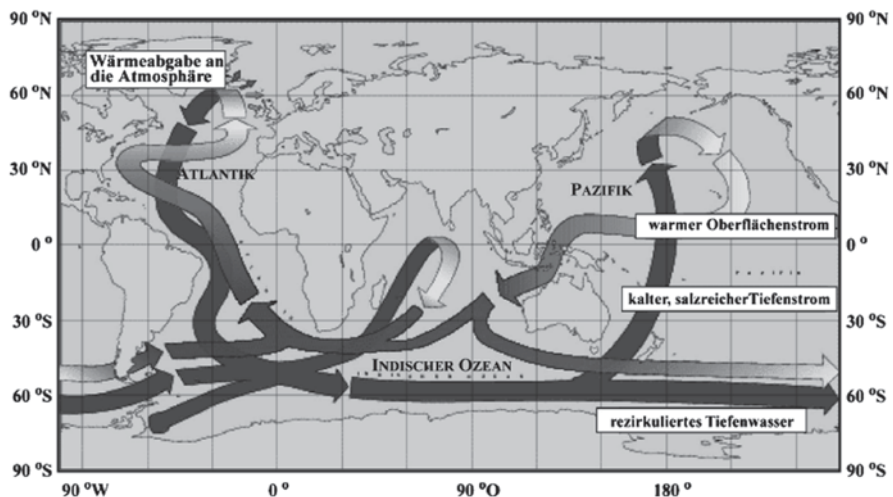 90 °N
90 °N
Wärmeabgabe an
die Atmosphäre
60 °N
60 °N
30 °N
30 °N
ATLANTIK
PAZIFIK
warmer Oberflächenstrom
0 °
0 °
Pazifik
kalter, salzreicherTiefenstrom
30 °S
30 °S
INDISCHER OZEAN
60 °S
60 °S
rezirkuliertes Tiefenwasser
90 °S
90 °S
90 °W
0 °
90 °O
180 °